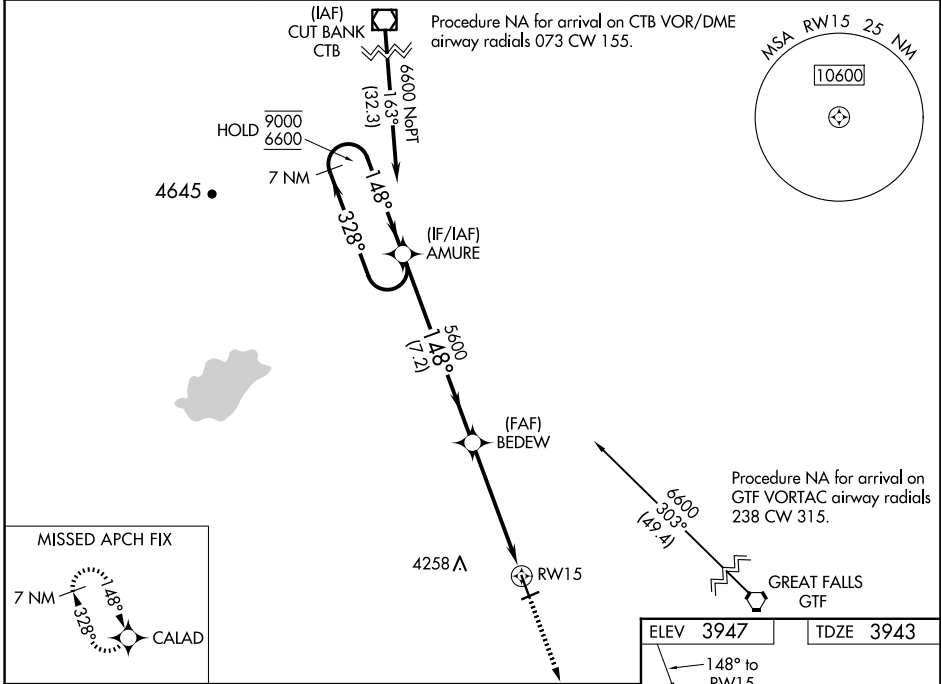 (IAF)
CUT BANK
CTB
Procedure NA for arrival on CTB VOR/DME
airway radials 073 CW 155.
MSA RW15 25 NM
10600
6600 NoPT
163°
(32.3)
HOLD 9000
6600
7 NM
148°
328°
4645
(IF/IAF)
AMURE
5600
148°
(7.2)
(FAF)
BEDEW
Procedure NA for arrival on
GTF VORTAC airway radials
238 CW 315.
6600
303°
(49.4)
MISSED APCH FIX
7 NM
148°
328°
CALAD
4258
RW15
GREAT FALLS
GTF
ELEV 3947
TDZE 3943
148° to
RW15